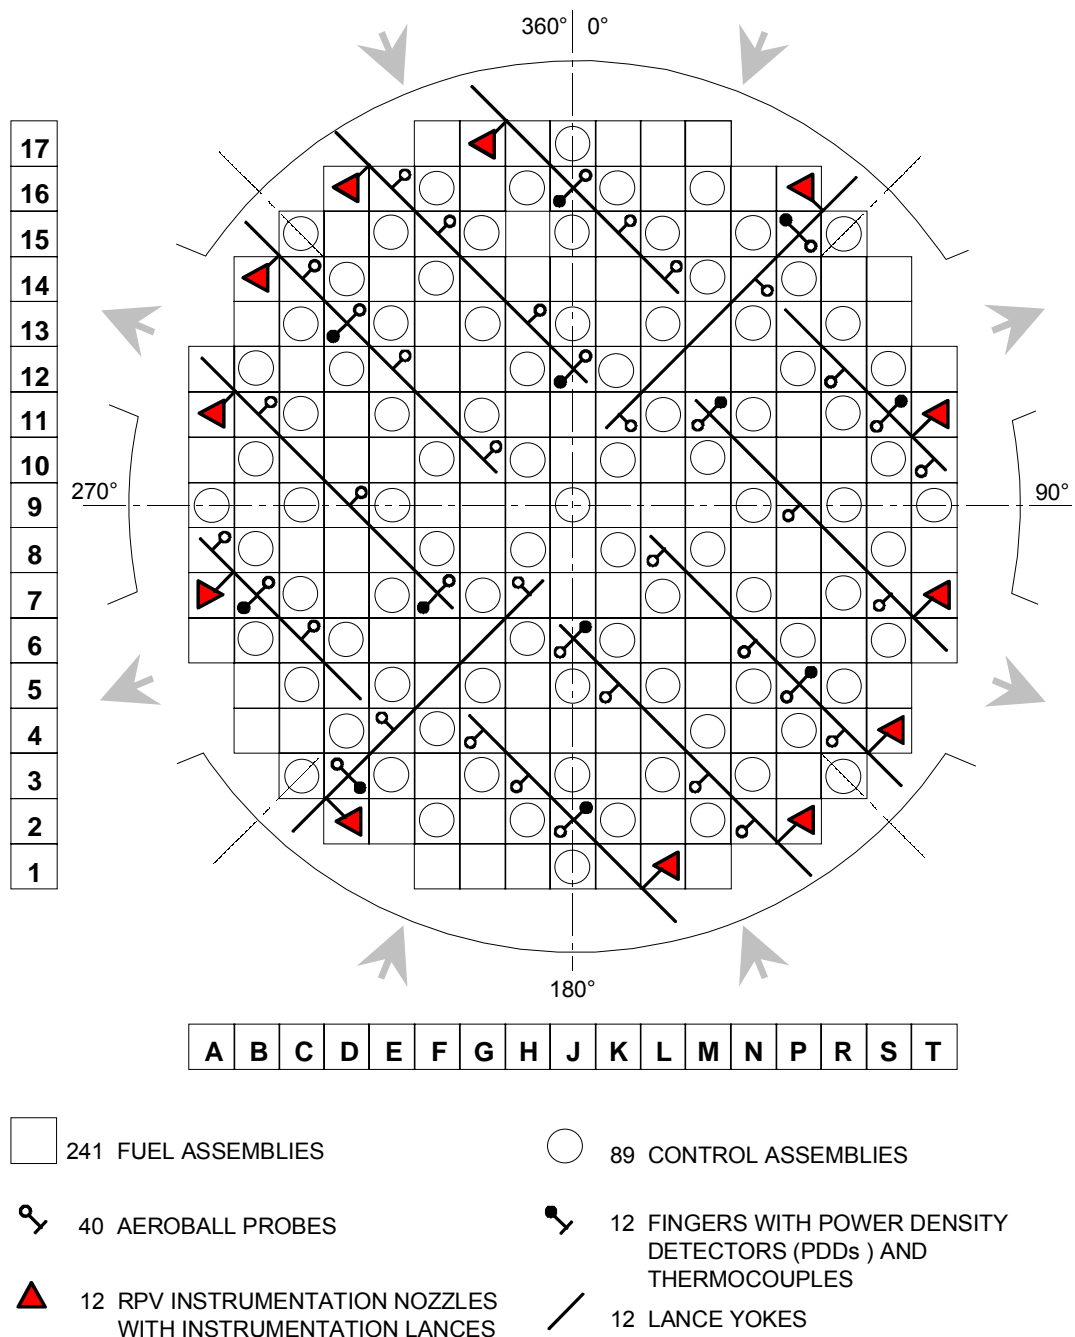 360° 0°
17
16
15
14
13
12
11
10
270° 9 90°
8
7
6
5
4
3
2
1
180°
A B C D E F G H J K L M N P R S T
241 FUEL ASSEMBLIES
89 CONTROL ASSEMBLIES
40 AEROBALL PROBES
12 FINGERS WITH POWER DENSITY
DETECTORS (PDDs ) AND
THERMOCOUPLES
12 RPV INSTRUMENTATION NOZZLES
WITH INSTRUMENTATION LANCES
12 LANCE YOKES